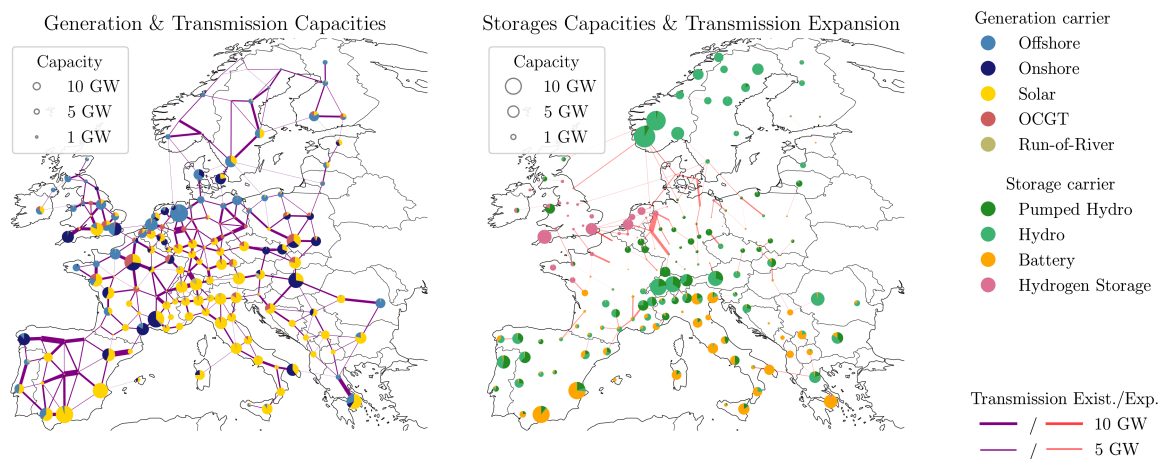 Generation & Transmission Capacities
Capacity
10 GW
5 GW
1 GW
Storages Capacities & Transmission Expansion
Capacity
10 GW
5 GW
1 GW
Generation carrier
Offshore
Onshore
Solar
OCGT
Run-of-River
Storage carrier
Pumped Hydro
Hydro
Battery
Hydrogen Storage
Transmission Exist./Exp.
/ 10 GW
/ 5 GW